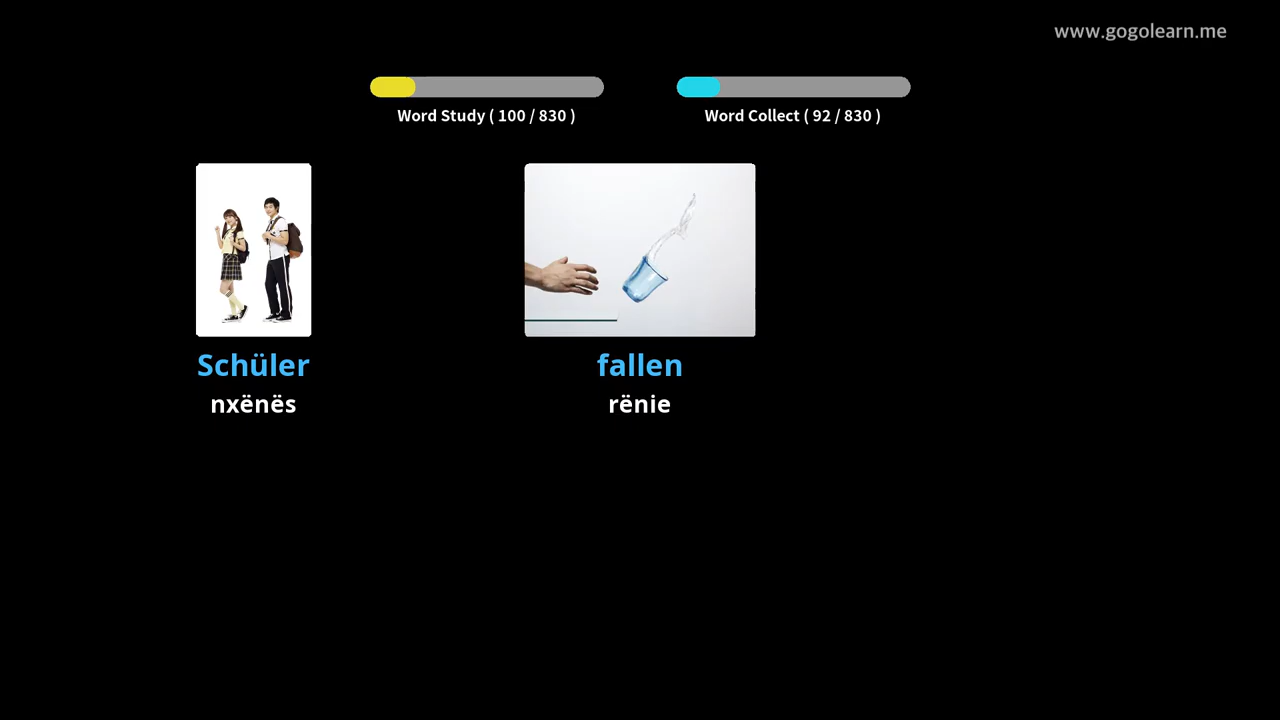 www.gogolearn.me
Word Study ( 100 / 830 )
Word Collect ( 92 / 830 )
Schüler
nxënës
fallen
rënie